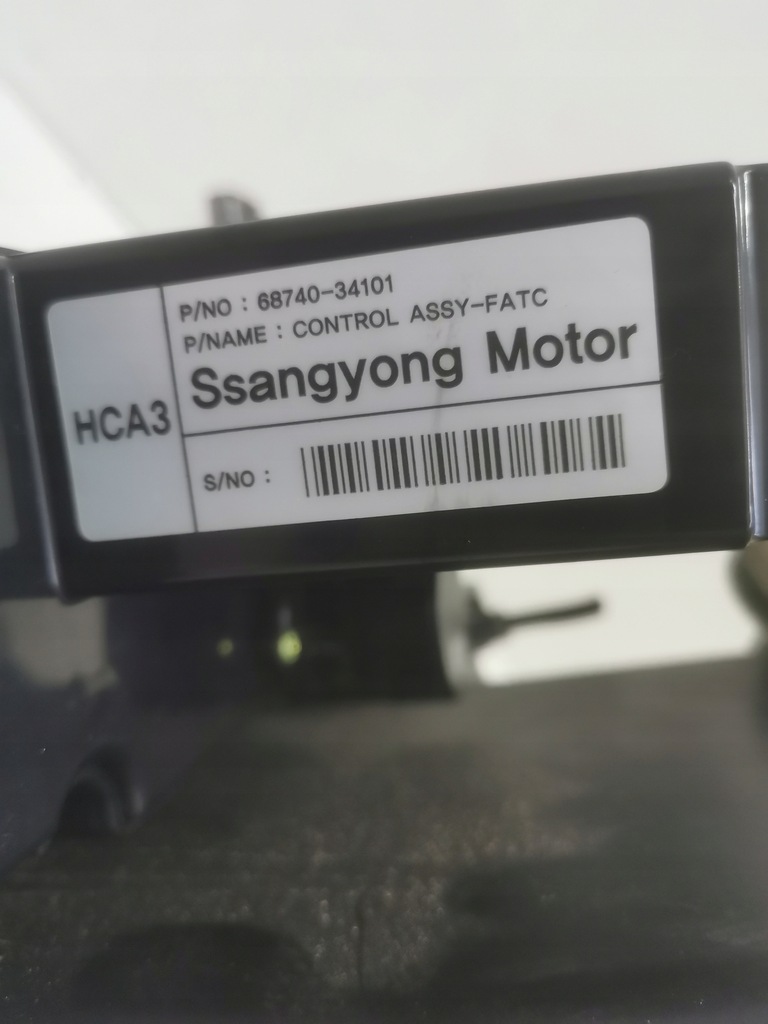 HCA3
P/NO : 68740-34101
P/NAME : CONTROL ASSY-FATC
Ssangyong Motor
S/NO :